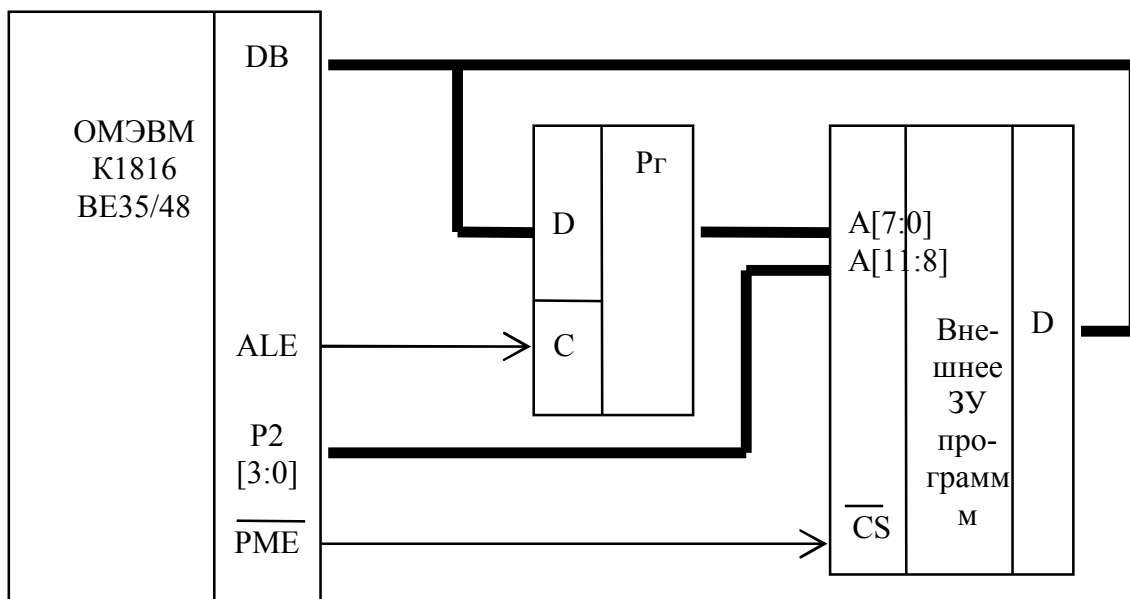 DB
ОМЭВМ
К1816
ВЕ35/48
ALE
P2
[3:0]
PME
D
C
Рг
A[7:0]
A[11:8]
CS
Вне-
шнее
ЗУ
про-
грамм
м
D